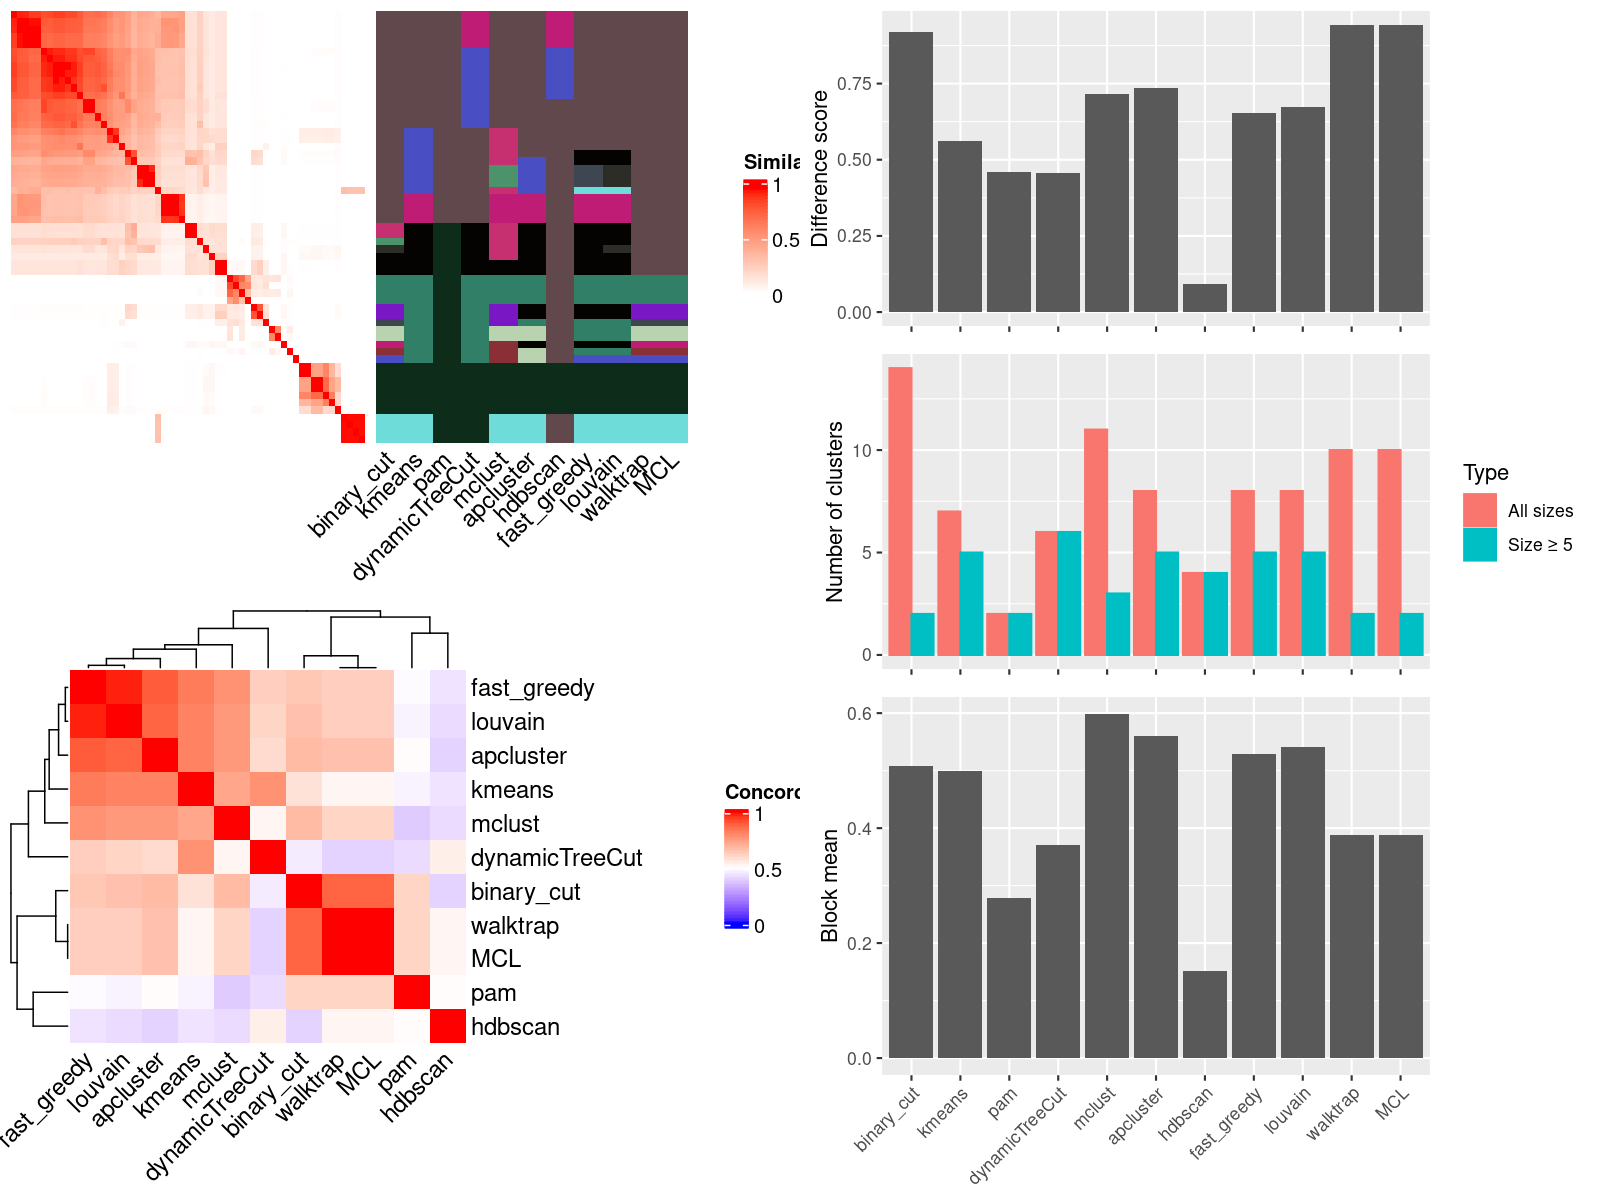 Simila
1
0.5
0
binary_cut
kmeans
pam
dynamicTreeCut
mclust
apcluster
hdbscan
fast_greedy
louvain
walktrap
MCL
fast_greedy
louvain
apcluster
kmeans
mclust
dynamicTreeCut
binary_cut
walktrap
MCL
pam
hdbscan
Concord
1
0.5
0
fast_greedy
louvain
apcluster
kmeans
mclust
dynamicTreeCut
binary_cut
walktrap
MCL
pam
hdbscan
Difference score
0.75
0.50
0.25
0.00
Number of clusters
10
5
0
Type
All sizes
Size ≥ 5
Block mean
0.6
0.4
0.2
0.0
binary_cut
kmeans
pam
dynamicTreeCut
mclust
apcluster
hdbscan
fast_greedy
louvain
walktrap
MCL